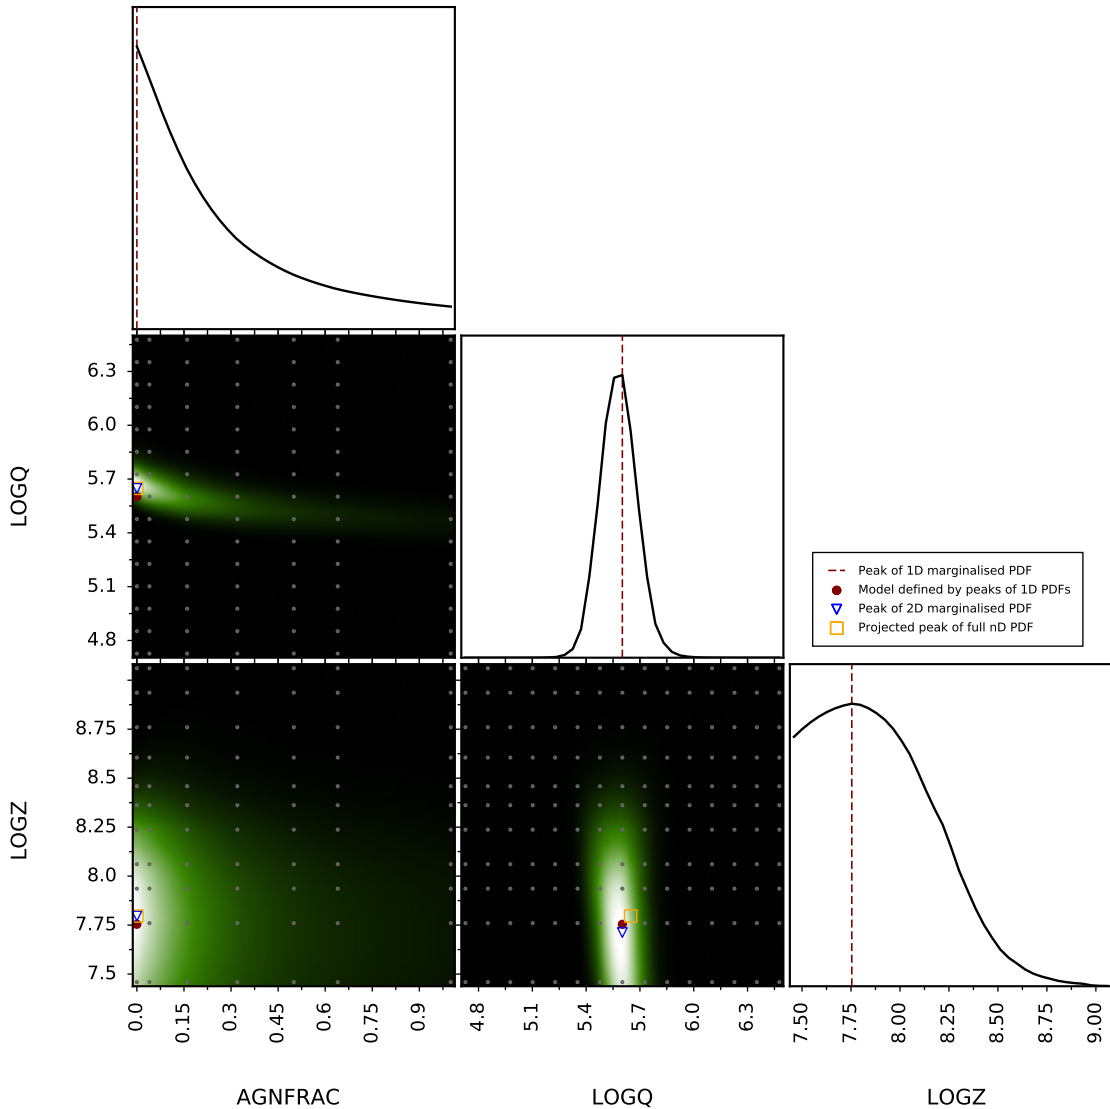 LOGQ
6.3
6.0
5.7
5.4
5.1
4.8
Peak of 1D marginalised PDF
Model defined by peaks of 1D PDFs
Peak of 2D marginalised PDF
Projected peak of full nD PDF
LOGZ
8.75
8.5
8.25
8.0
7.75
7.5
0.0 0.15 0.3 0.45 0.6 0.75 0.9
4.8 5.1 5.4 5.7 6.0 6.3
7.50 7.75 8.00 8.25 8.50 8.75 9.00
AGNFRAC LOGQ LOGZ